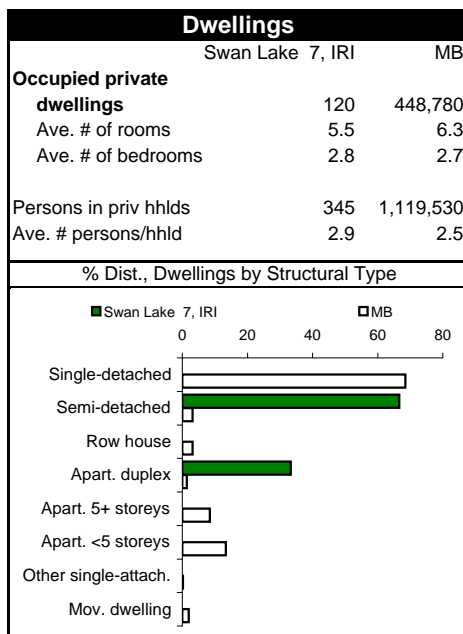 Dwellings
Swan Lake 7, IRI MB
Occupied private
dwellings 120 448,780
Ave. # of rooms 5.5 6.3
Ave. # of bedrooms 2.8 2.7
Persons in priv hhlds 345 1,119,530
Ave. # persons/hhld 2.9 2.5
% Dist., Dwellings by Structural Type
Swan Lake 7, IRI MB
0 20 40 60 80
Single-detached
Semi-detached
Row house
Apart. duplex
Apart. 5+ storeys
Apart. <5 storeys
Other single-attach.
Mov. dwelling